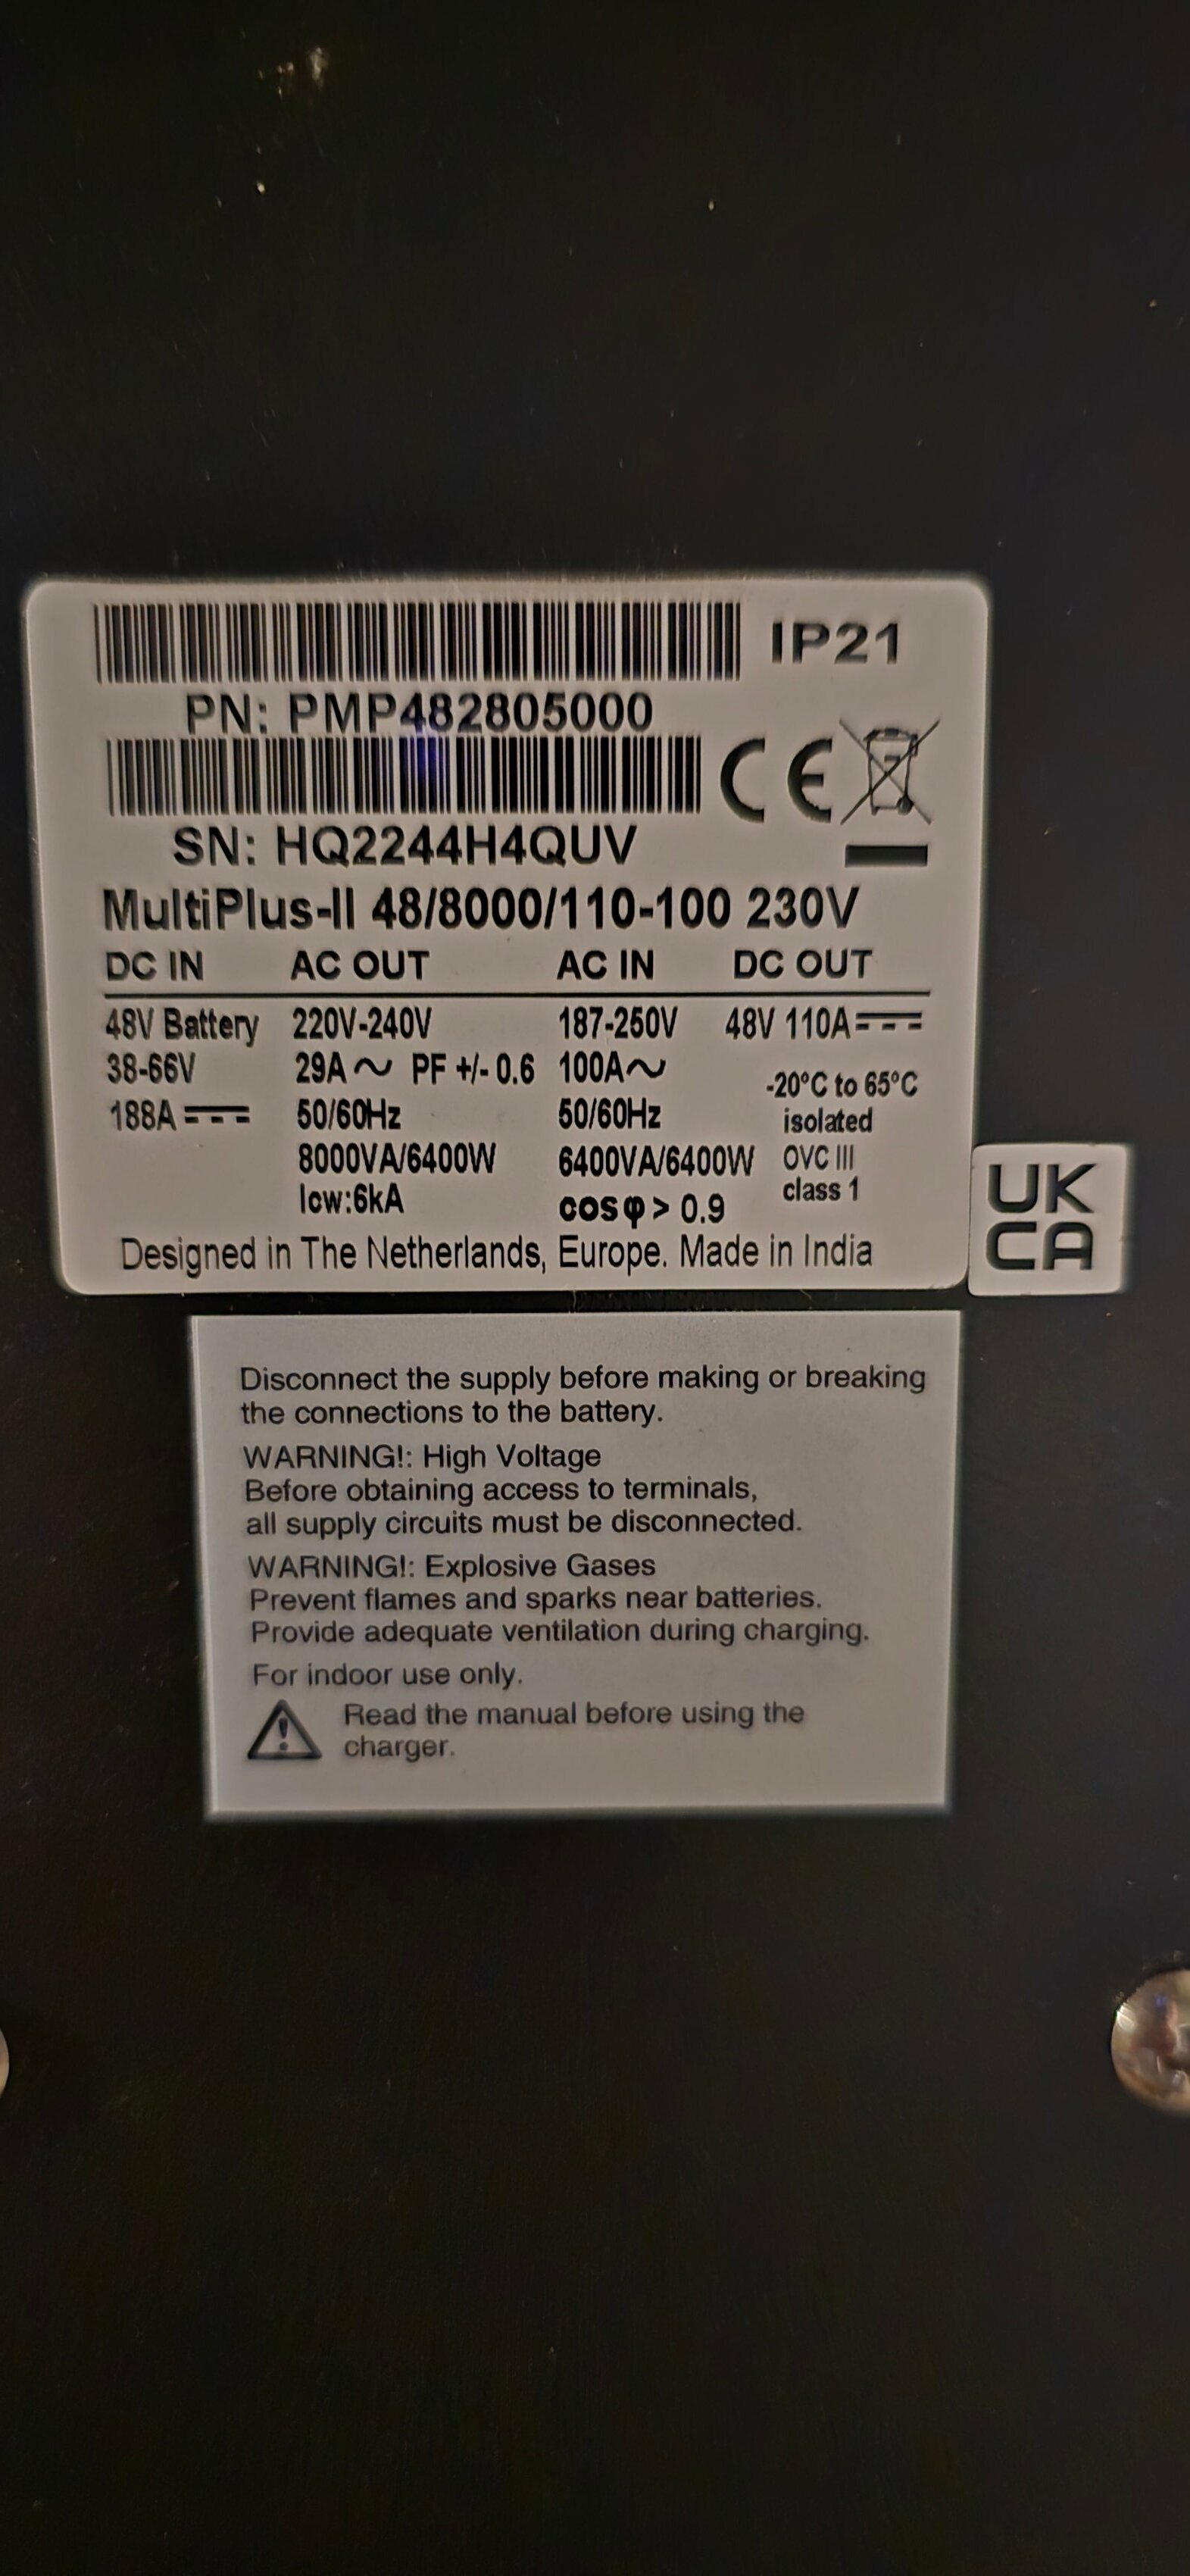 IP21
PN: PMP482805000
CE
SN: HQ2244H4QUV
MultiPlus-II 48/8000/110-100 230V
DC IN AC OUT AC IN DC OUT
48V Battery 220V-240V 187-250V 48V 110A⎓
38-66V 29A ~ PF +/- 0.6 100A~ -20°C to 65°C
188A⎓ 50/60Hz 50/60Hz isolated
8000VA/6400W 6400VA/6400W OVC III
Icw:6kA cos φ > 0.9 class 1
Designed in The Netherlands, Europe. Made in India
UK
CA
Disconnect the supply before making or breaking
the connections to the battery.
WARNING!: High Voltage
Before obtaining access to terminals,
all supply circuits must be disconnected.
WARNING!: Explosive Gases
Prevent flames and sparks near batteries.
Provide adequate ventilation during charging.
For indoor use only.
Read the manual before using the
charger.